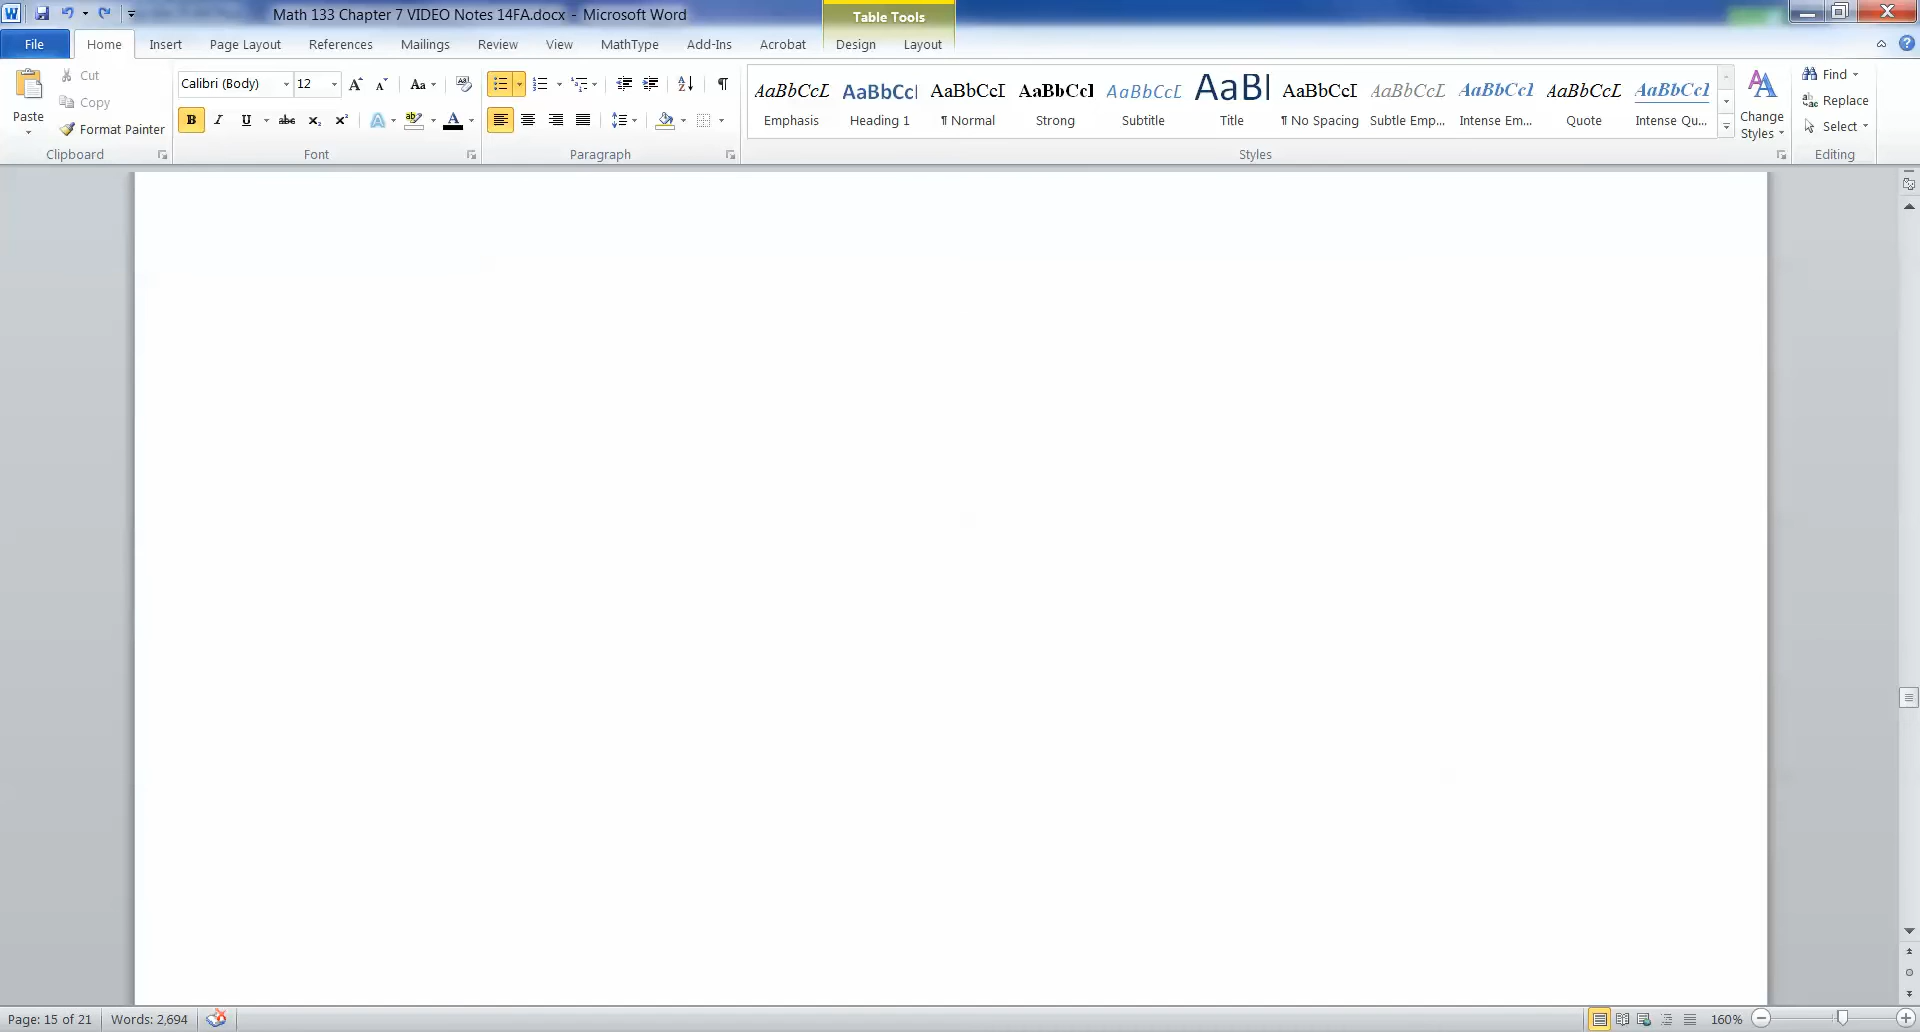 Math 133 Chapter 7 VIDEO Notes 14FA.docx - Microsoft Word
Table Tools
File Home Insert Page Layout References Mailings Review View MathType Add-Ins Acrobat Design Layout
Paste
Cut
Copy
Format Painter
Clipboard
Calibri (Body) 12
Font
Paragraph
AaBbCcL AaBbCcI AaBbCcI AaBbCcI AaBbCcL AaBl AaBbCcI AaBbCcL AaBbCcI AaBbCcL AaBbCcI
Emphasis Heading 1 ¶ Normal Strong Subtitle Title ¶ No Spacing Subtle Emp... Intense Em... Quote Intense Qu...
Styles
Change
Styles
Find
Replace
Select
Editing
Page: 15 of 21 Words: 2,694 160%